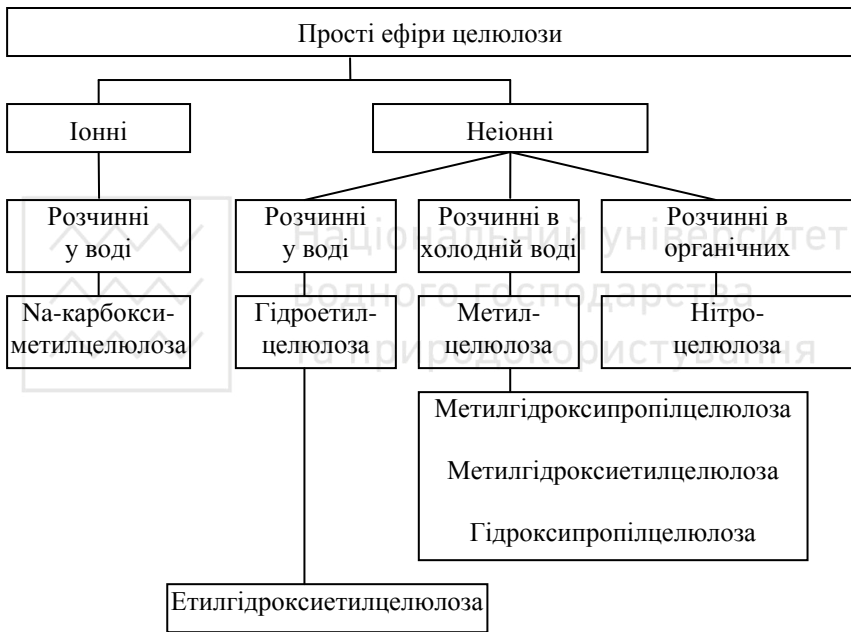 Прості ефіри целюлози
Іонні
Неіонні
Розчинні
у воді
Розчинні
у воді
Розчинні в
холодній воді
Розчинні в
органічних
Na-карбокси-
метилцелюлоза
Гідроетил-
целюлоза
Метил-
целюлоза
Нітро-
целюлоза
Метилгідроксипропілцелюлоза
Метилгідроксиетилцелюлоза
Гідроксипропілцелюлоза
Етилгідроксиетилцелюлоза
Національний університет
водного господарства
та природокористування